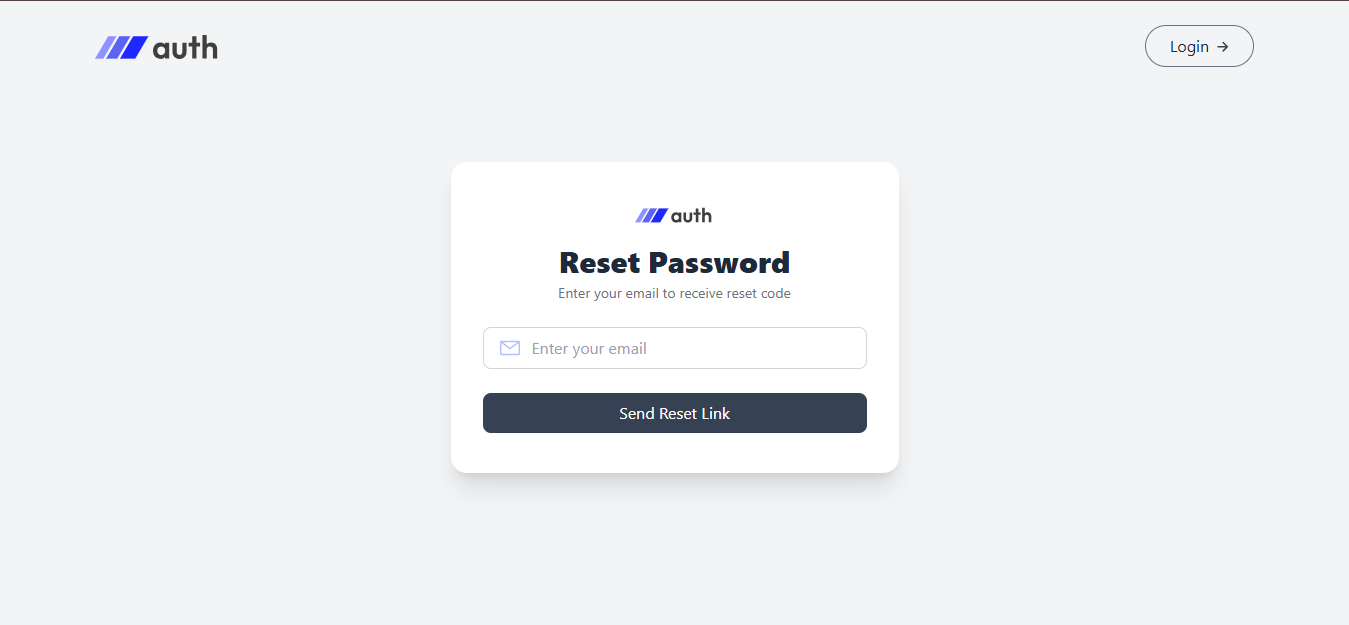 auth
Login →
auth
Reset Password
Enter your email to receive reset code
Enter your email
Send Reset Link